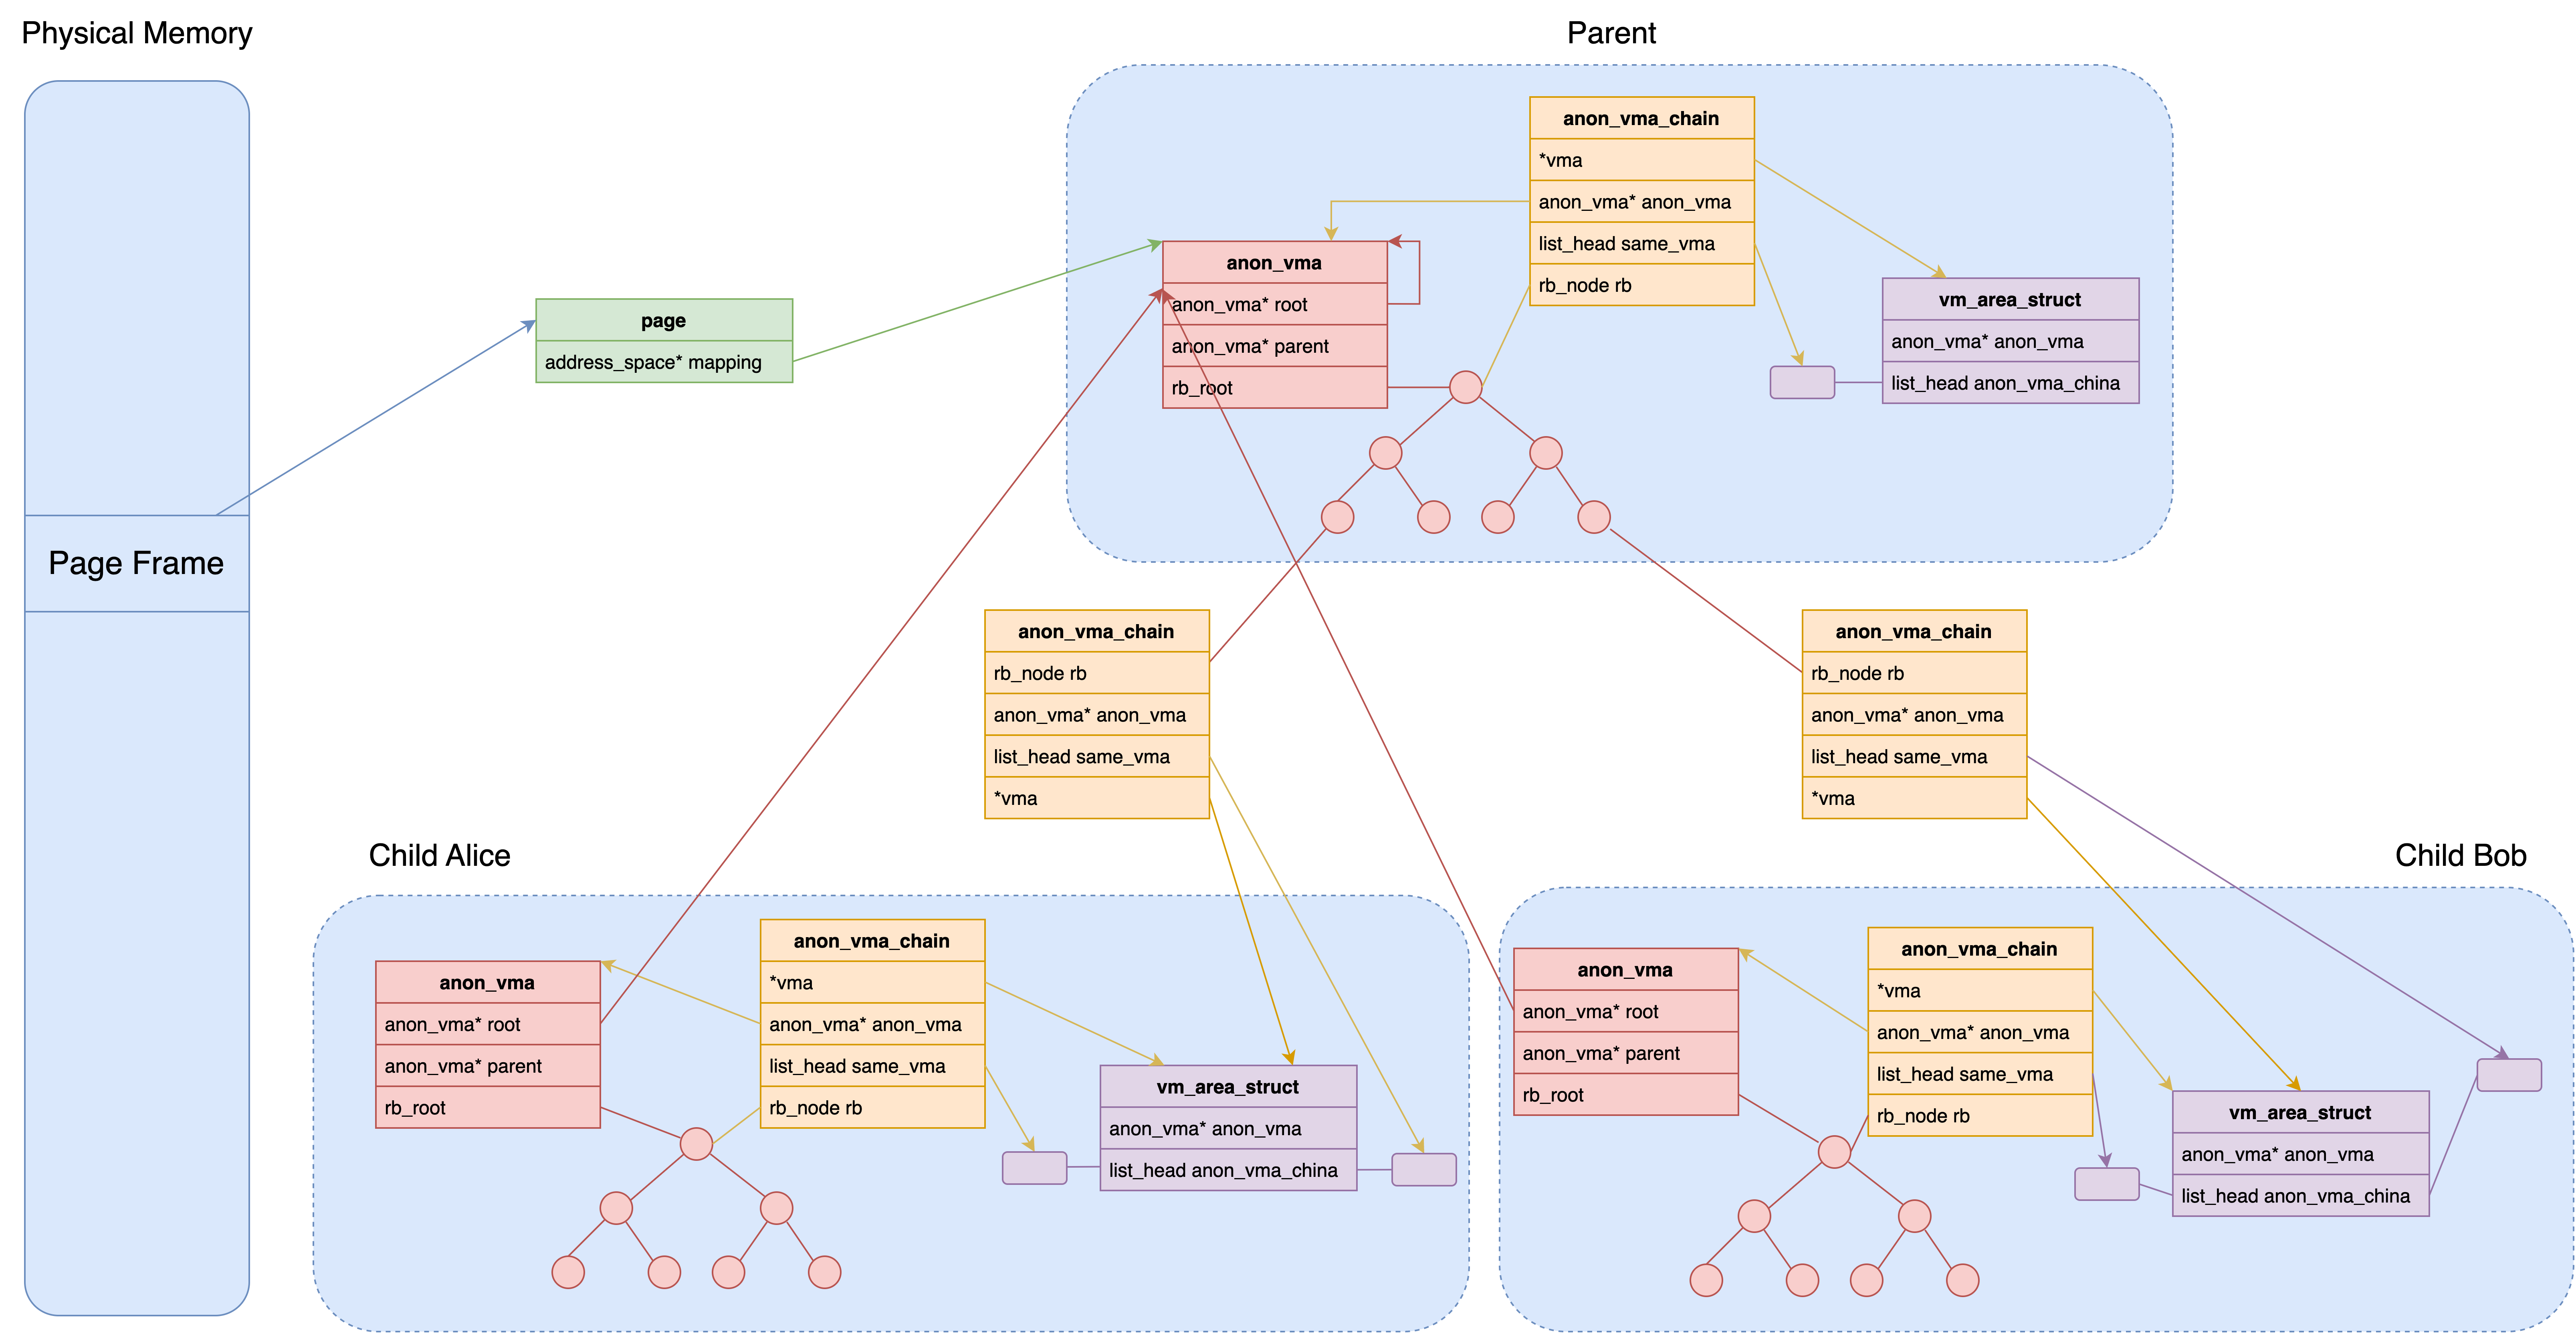 Physical Memory
Page Frame
page
address_space* mapping
Parent
anon_vma_chain
*vma
anon_vma* anon_vma
list_head same_vma
rb_node rb
anon_vma
anon_vma* root
anon_vma* parent
rb_root
vm_area_struct
anon_vma* anon_vma
list_head anon_vma_china
anon_vma_chain
rb_node rb
anon_vma* anon_vma
list_head same_vma
*vma
anon_vma_chain
rb_node rb
anon_vma* anon_vma
list_head same_vma
*vma
Child Alice
anon_vma
anon_vma* root
anon_vma* parent
rb_root
anon_vma_chain
*vma
anon_vma* anon_vma
list_head same_vma
rb_node rb
vm_area_struct
anon_vma* anon_vma
list_head anon_vma_china
Child Bob
anon_vma
anon_vma* root
anon_vma* parent
rb_root
anon_vma_chain
*vma
anon_vma* anon_vma
list_head same_vma
rb_node rb
vm_area_struct
anon_vma* anon_vma
list_head anon_vma_china